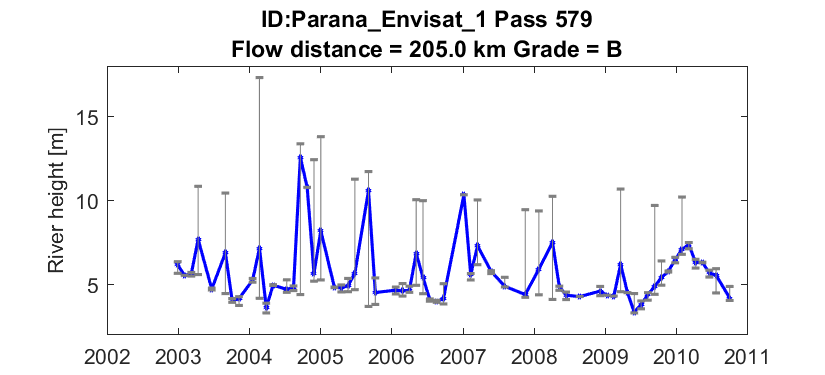 ID:Parana_Envisat_1 Pass 579
Flow distance = 205.0 km Grade = B
River height [m]
15
10
5
2002 2003 2004 2005 2006 2007 2008 2009 2010 2011